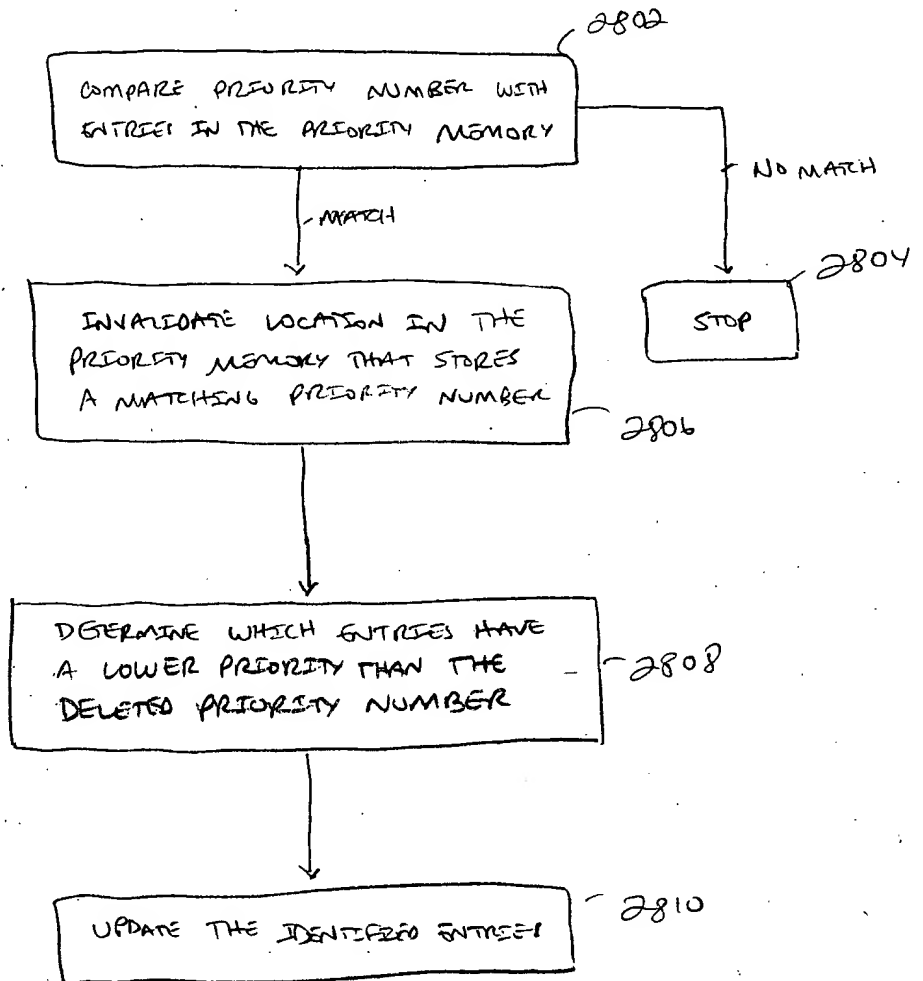 2802
COMPARE PRIORITY NUMBER WITH
ENTRIES IN THE PRIORITY MEMORY
NO MATCH
MATCH
2804
STOP
INVALIDATE LOCATION IN THE
PRIORITY MEMORY THAT STORES
A MATCHING PRIORITY NUMBER
2806
DETERMINE WHICH ENTRIES HAVE
A LOWER PRIORITY THAN THE
DELETED PRIORITY NUMBER
2808
UPDATE THE IDENTIFIED ENTRIES
2810